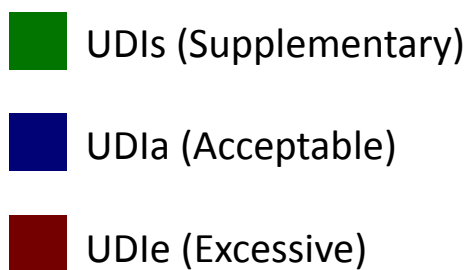 UDIs (Supplementary)
UDIa (Acceptable)
UDIe (Excessive)